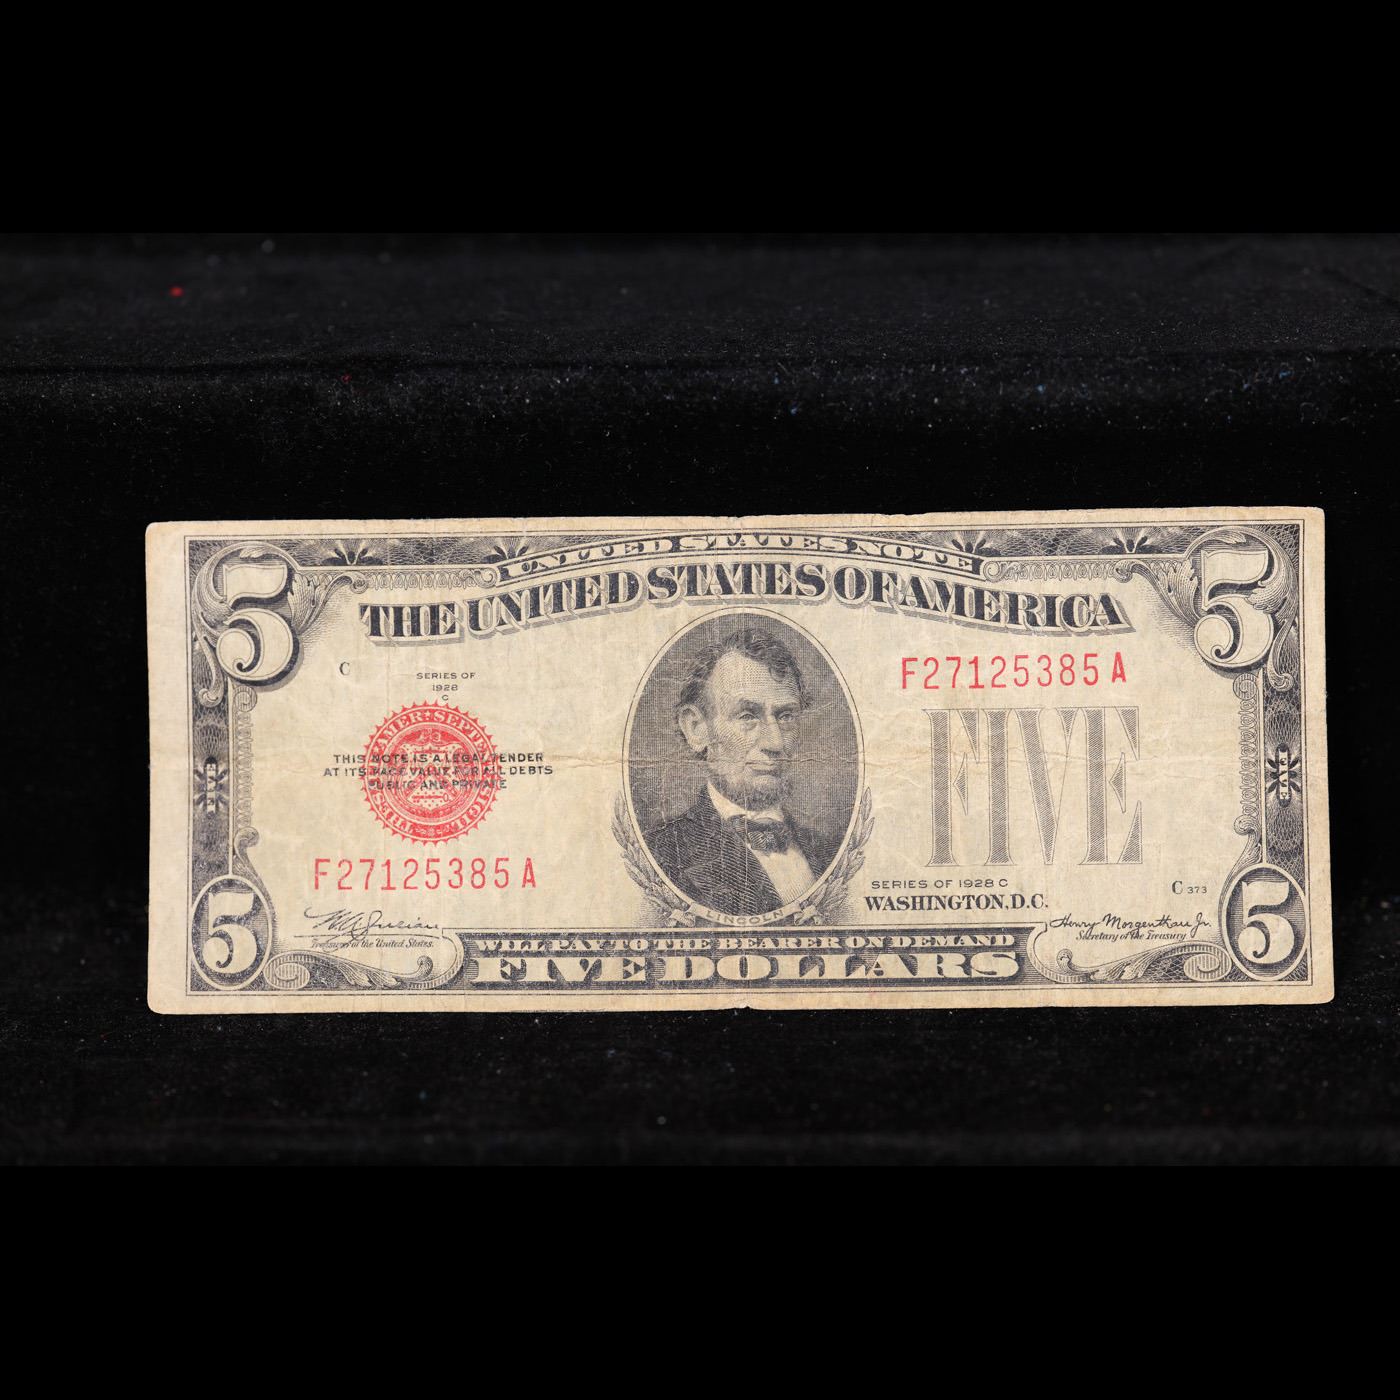 UNITED STATES NOTE
THE UNITED STATES OF AMERICA
5
5
C
SERIES OF
1928
C
F27125385A
THIS NOTE IS A LEGAL TENDER
AT ITS FACE VALUE FOR ALL DEBTS
PUBLIC AND PRIVATE
FIVE
FIVE
FIVE
F27125385A
SERIES OF 1928 C
WASHINGTON, D.C.
C 373
LINCOLN
W A Julian
Treasurer of the United States.
Henry Morgenthau Jr.
Secretary of the Treasury
WILL PAY TO THE BEARER ON DEMAND
FIVE DOLLARS
5
5